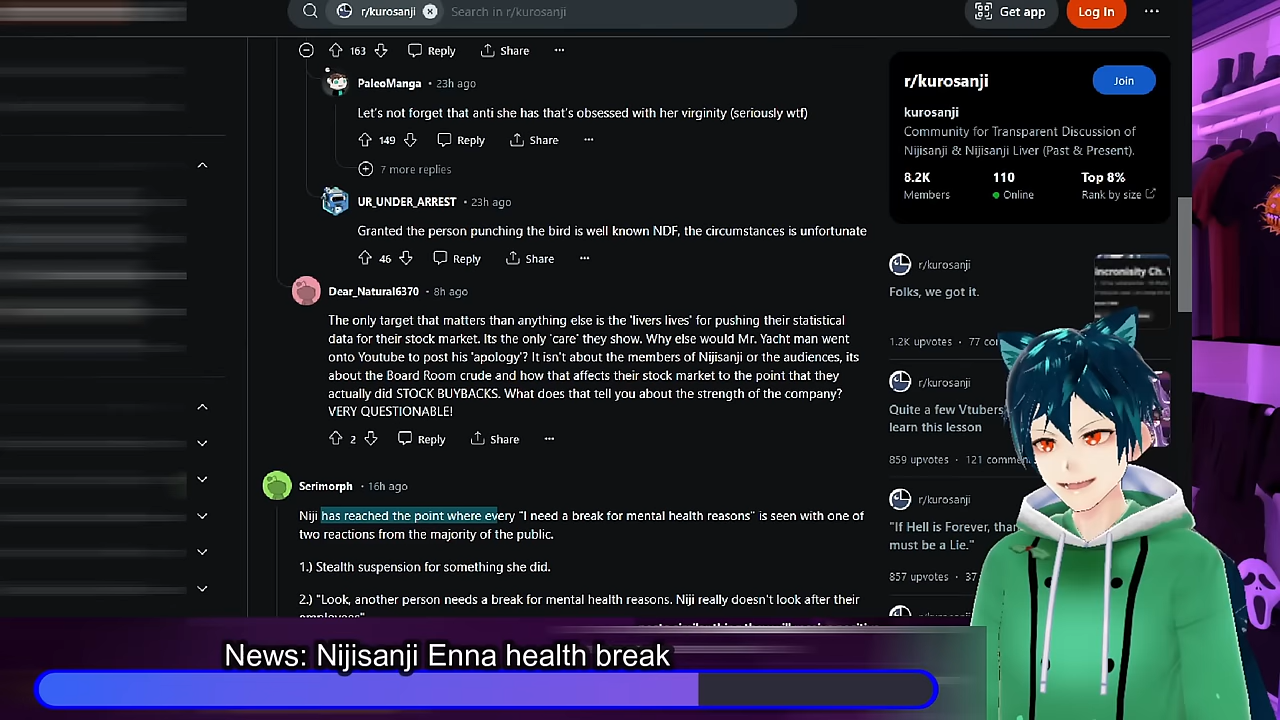 r/kurosanji
Search in r/kurosanji
Get app
Log In
163
Reply
Share
PaleoManga • 23h ago
Let's not forget that anti she has that's obsessed with her virginity (seriously wtf)
149
Reply
Share
7 more replies
UR_UNDER_ARREST • 23h ago
Granted the person punching the bird is well known NDF, the circumstances is unfortunate
46
Reply
Share
Dear_Natural6370 • 8h ago
The only target that matters than anything else is the 'livers lives' for pushing their statistical
data for their stock market. Its the only 'care' they show. Why else would Mr. Yacht man went
onto Youtube to post his 'apology'? It isn't about the members of Nijisanji or the audiences, its
about the Board Room crude and how that affects their stock market to the point that they
actually did STOCK BUYBACKS. What does that tell you about the strength of the company?
VERY QUESTIONABLE!
2
Reply
Share
Serimorph • 16h ago
Niji has reached the point where every "I need a break for mental health reasons" is seen with one of
two reactions from the majority of the public.
1.) Stealth suspension for something she did.
2.) "Look, another person needs a break for mental health reasons. Niji really doesn't look after their
r/kurosanji
Join
kurosanji
Community for Transparent Discussion of
Nijisanji & Nijisanji Liver (Past & Present).
8.2K
110
Top 8%
Members
Online
Rank by size
r/kurosanji
Folks, we got it.
1.2K upvotes • 77
r/kurosanji
Quite a few Vtubers
learn this lesson
859 upvotes • 121
r/kurosanji
"If Hell is Forever,
must be a Lie."
857 upvotes • 37
News: Nijisanji Enna health break